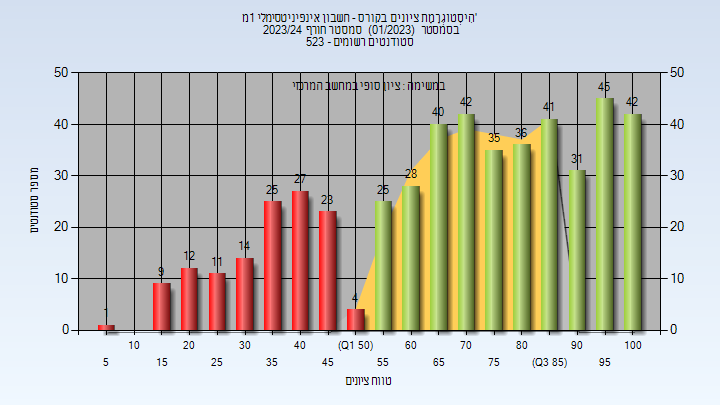 היסטוגרמת ציונים בקורס - חשבון אינפיניטסימלי 1מ'
בסמסטר (01/2023) סמסטר חורף 2023/24
סטודנטים רשומים - 523
במשימה : ציון סופי במחשב המרכזי
50 50
40 40
30 30
20 20
10 10
0 0
מספר סטודנטים
1 9 12 11 14 25 27 23 4 25 28 40 42 35 36 41 31 45 42
10 20 30 40 (Q1 50) 60 70 80 90 100
5 15 25 35 45 55 65 75 (Q3 85) 95
טווח ציונים